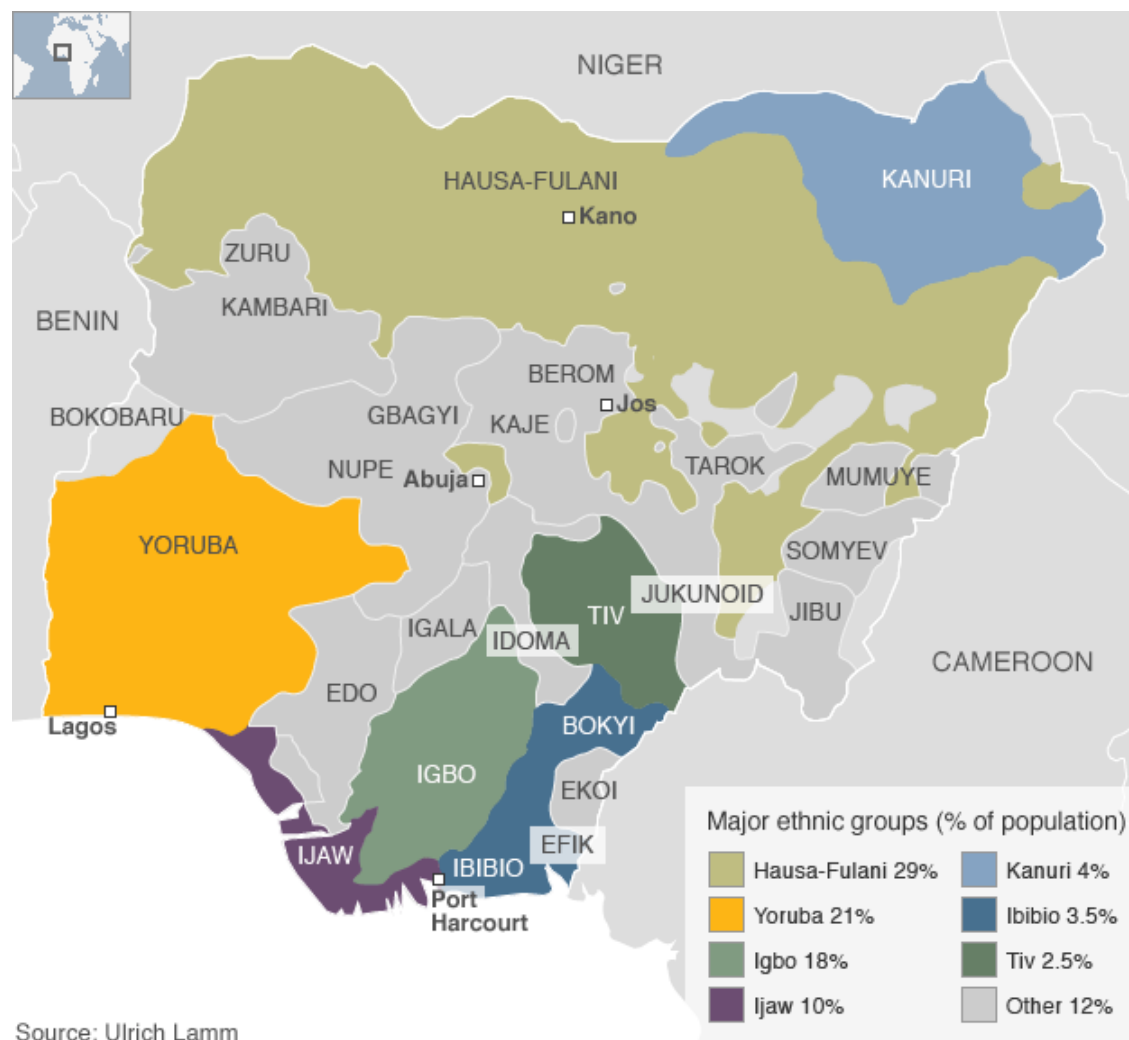 NIGER
HAUSA-FULANI
KANURI
Kano
ZURU
KAMBARI
BENIN
BEROM
BOKOBARU
GBAGYI
KAJE
Jos
NUPE
Abuja
TAROK
MUMUYE
YORUBA
SOMYEV
JUKUNOID
TIV
JIBU
IGALA
IDOMA
CAMEROON
EDO
Lagos
BOKYI
IGBO
EKOI
EFIK
IJAW
IBIBIO
Port
Harcourt
Major ethnic groups (% of population)
Hausa-Fulani 29%
Yoruba 21%
Igbo 18%
Ijaw 10%
Kanuri 4%
Ibibio 3.5%
Tiv 2.5%
Other 12%
Source: Ulrich Lamm